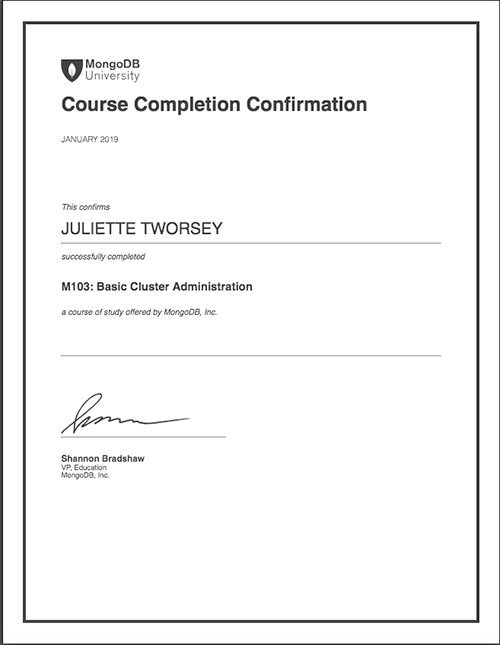 MongoDB
University
Course Completion Confirmation
JANUARY 2019
This confirms
JULIETTE TWORSEY
successfully completed
M103: Basic Cluster Administration
a course of study offered by MongoDB, Inc.
Shannon Bradshaw
VP, Education
MongoDB, Inc.